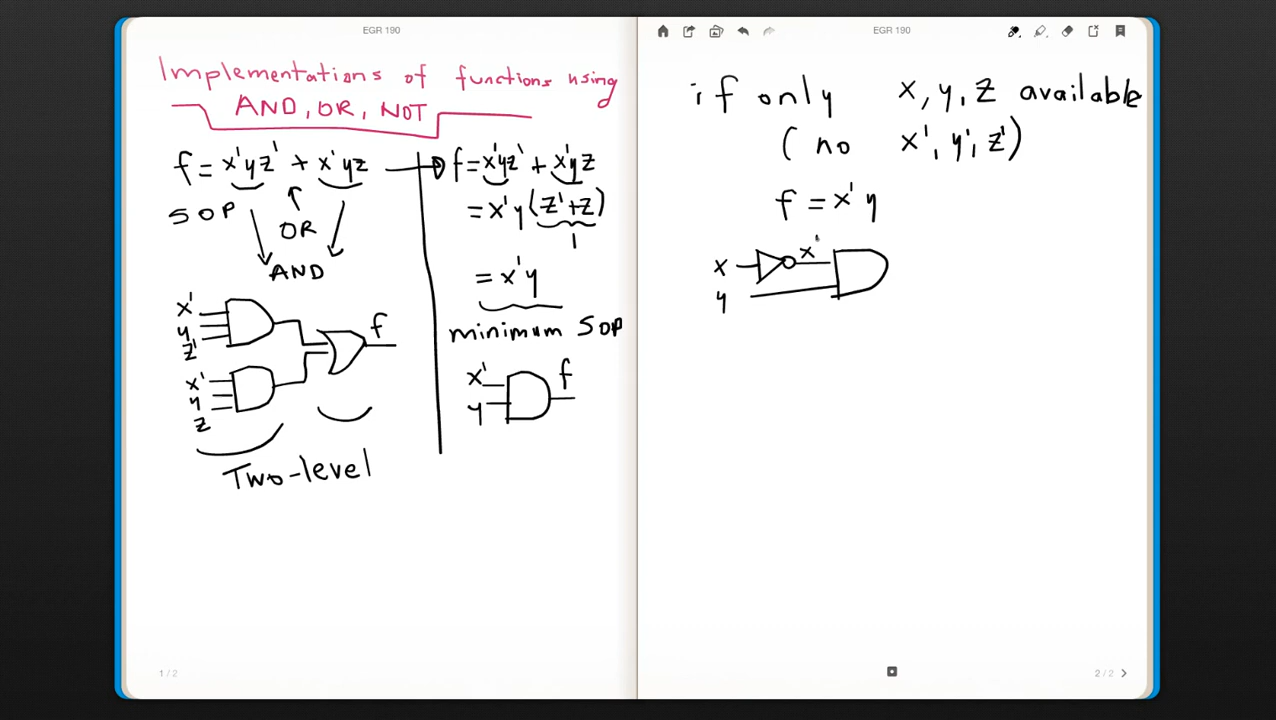 EGR 190
Implementations of functions using
AND, OR, NOT
f = x'yz' + x'yz
SOP
OR
AND
x'
y
z'
f
x'
y
z
Two-level
f = x'yz' + x'yz
= x'y(z'+z)
1
= x'y
minimum SOP
x'
y
f
1 / 2
EGR 190
if only x, y, z available
(no x', y', z')
f = x'y
x
x'
y
2 / 2